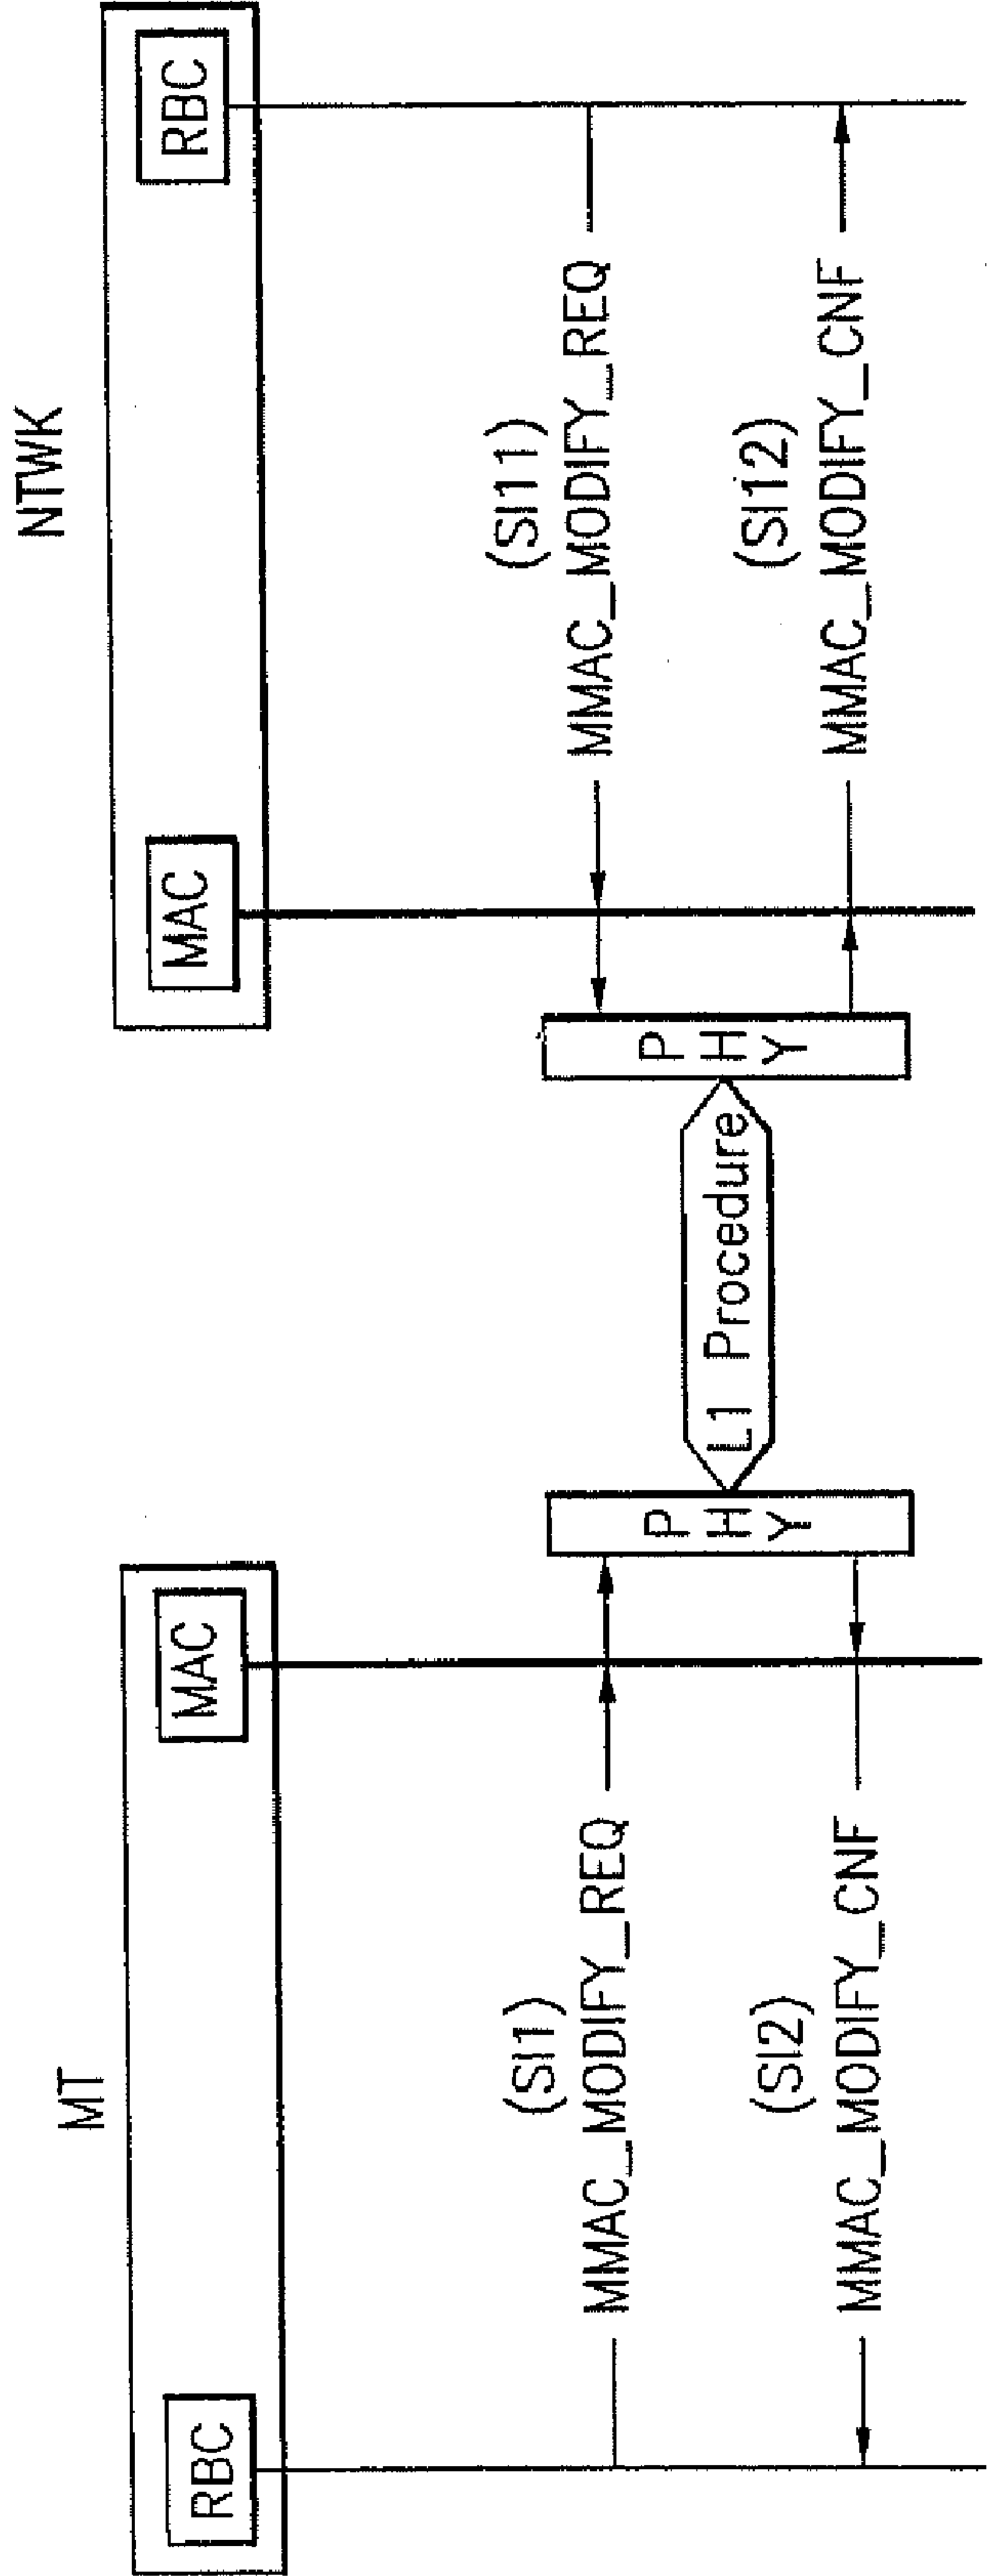 MT
NTWK
RBC
MAC
MAC
RBC
(SI1)
MMAC_MODIFY_REQ
(SI11)
MMAC_MODIFY_REQ
PHY
L1 Procedure
PHY
(SI2)
MMAC_MODIFY_CNF
(SI12)
MMAC_MODIFY_CNF